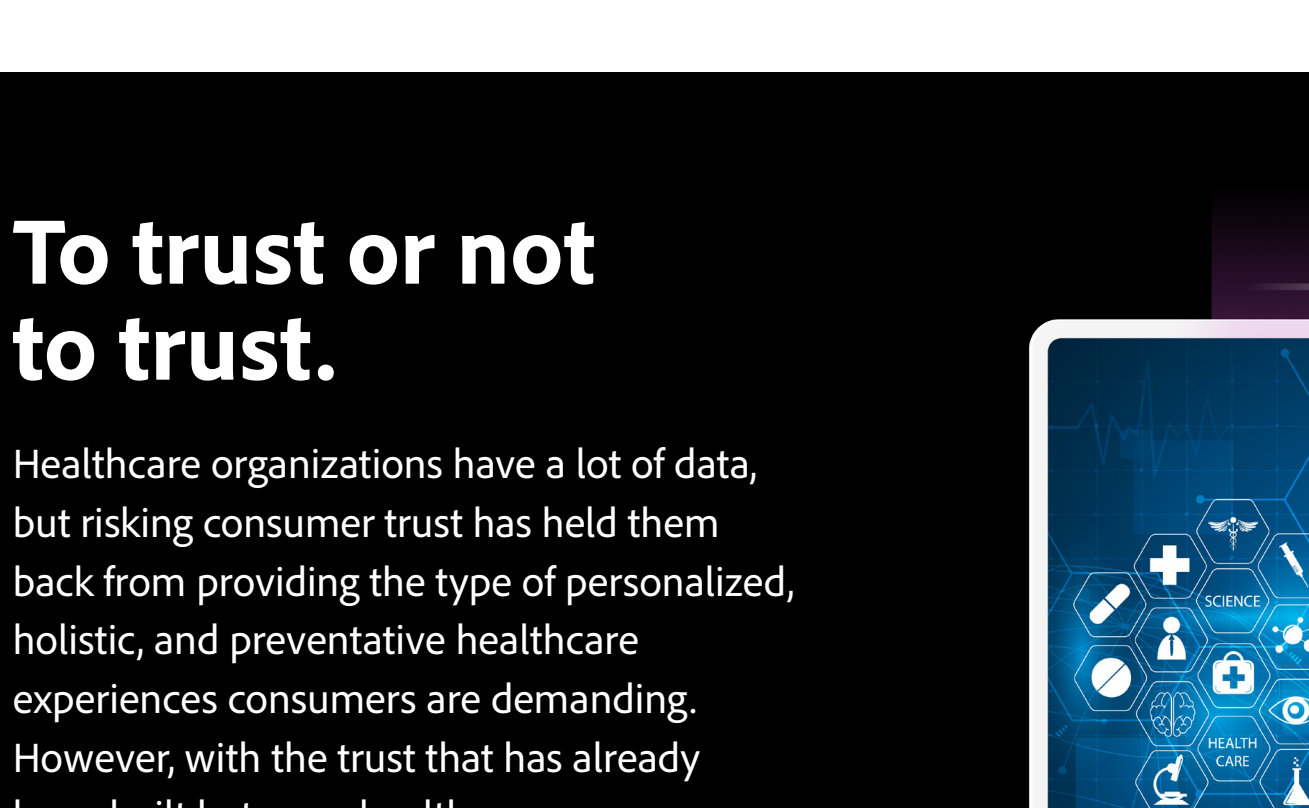 To trust or not
to trust.
Healthcare organizations have a lot of data,
but risking consumer trust has held them
back from providing the type of personalized,
holistic, and preventative healthcare
experiences consumers are demanding.
However, with the trust that has already
SCIENCE
HEALTH
CARE